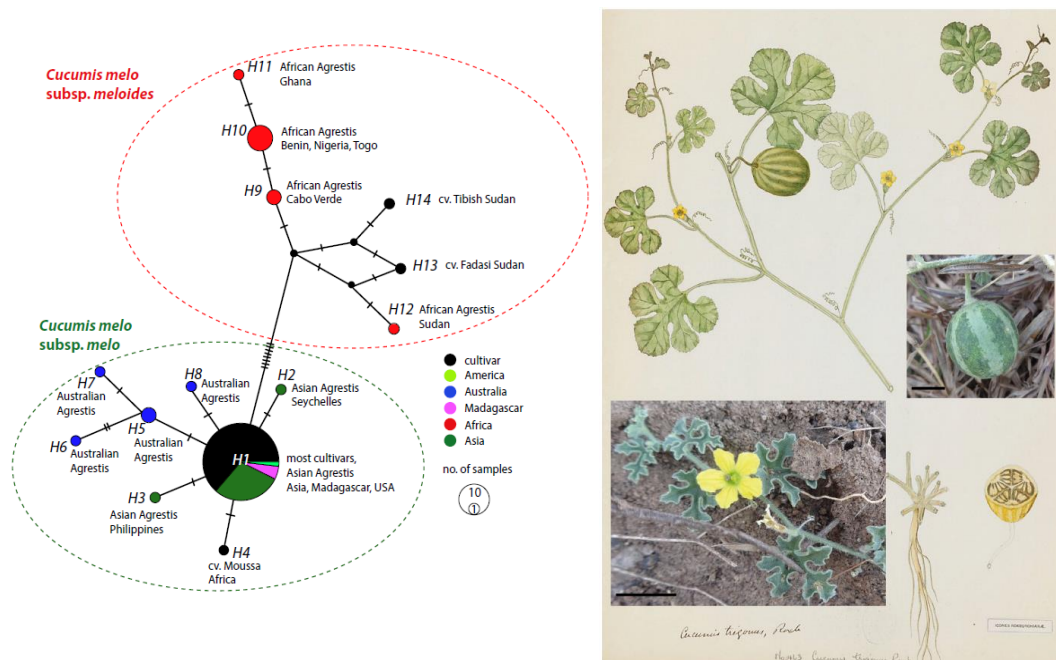 Cucumis melo
subsp. meloides
H11
African Agrestis
Ghana
H10
African Agrestis
Benin, Nigeria, Togo
H9
African Agrestis
Cabo Verde
H14
cv. Tibish Sudan
H13
cv. Fadasi Sudan
H12
African Agrestis
Sudan
Cucumis melo
subsp. melo
H7
Australian
Agrestis
H8
Australian
Agrestis
H2
Asian Agrestis
Seychelles
H5
Australian
Agrestis
H6
Australian
Agrestis
H1
most cultivars,
Asian Agrestis
Asia, Madagascar, USA
H3
Asian Agrestis
Philippines
H4
cv. Moussa
Africa
cultivar
America
Australia
Madagascar
Africa
Asia
no. of samples
10
1
Cucumis trigonus, Roxb
Cucumis